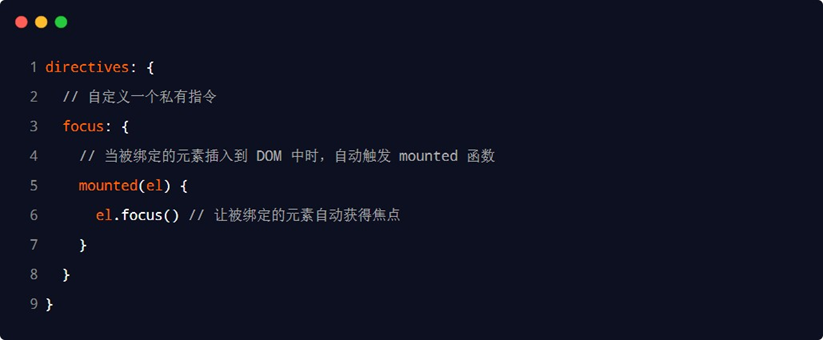 1 directives: {
2   // 自定义一个私有指令
3   focus: {
4     // 当被绑定的元素插入到 DOM 中时，自动触发 mounted 函数
5     mounted(el) {
6       el.focus() // 让被绑定的元素自动获得焦点
7     }
8   }
9 }